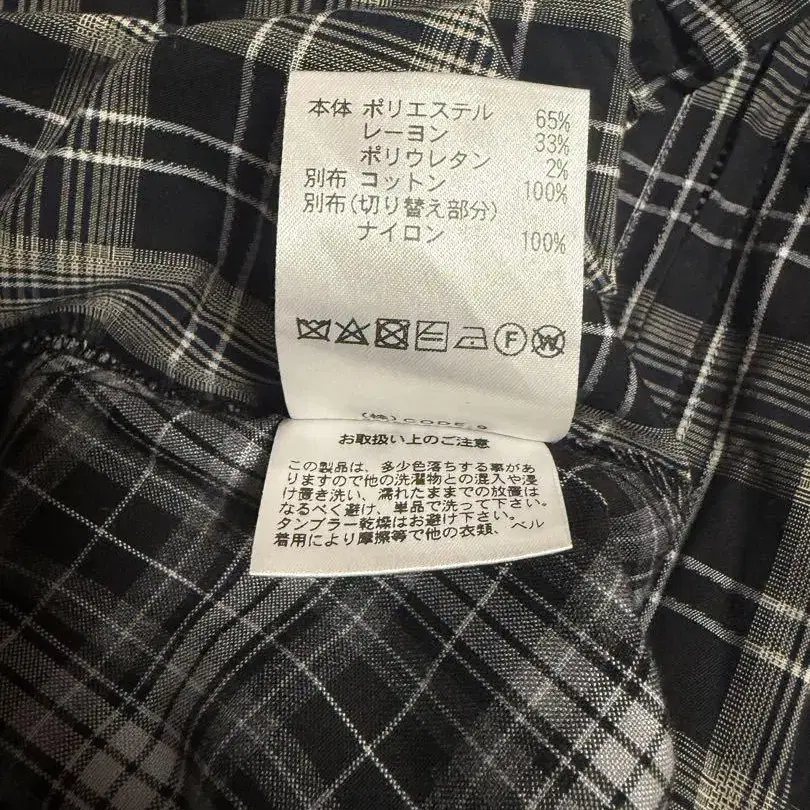 本体 ポリエステル 65%
レーヨン 33%
ポリウレタン 2%
別布 コットン 100%
別布(切り替え部分)
ナイロン 100%
F W
(株)CODE.9
お取扱い上のご注意
この製品は、多少色落ちする事があ
りますので他の洗濯物との混入や浸
け置き洗い、濡れたままでの放置は
なるべく避け、単品で洗って下さい。
タンブラー乾燥はお避け下さい。
着用により摩擦等で他の衣類、ベル